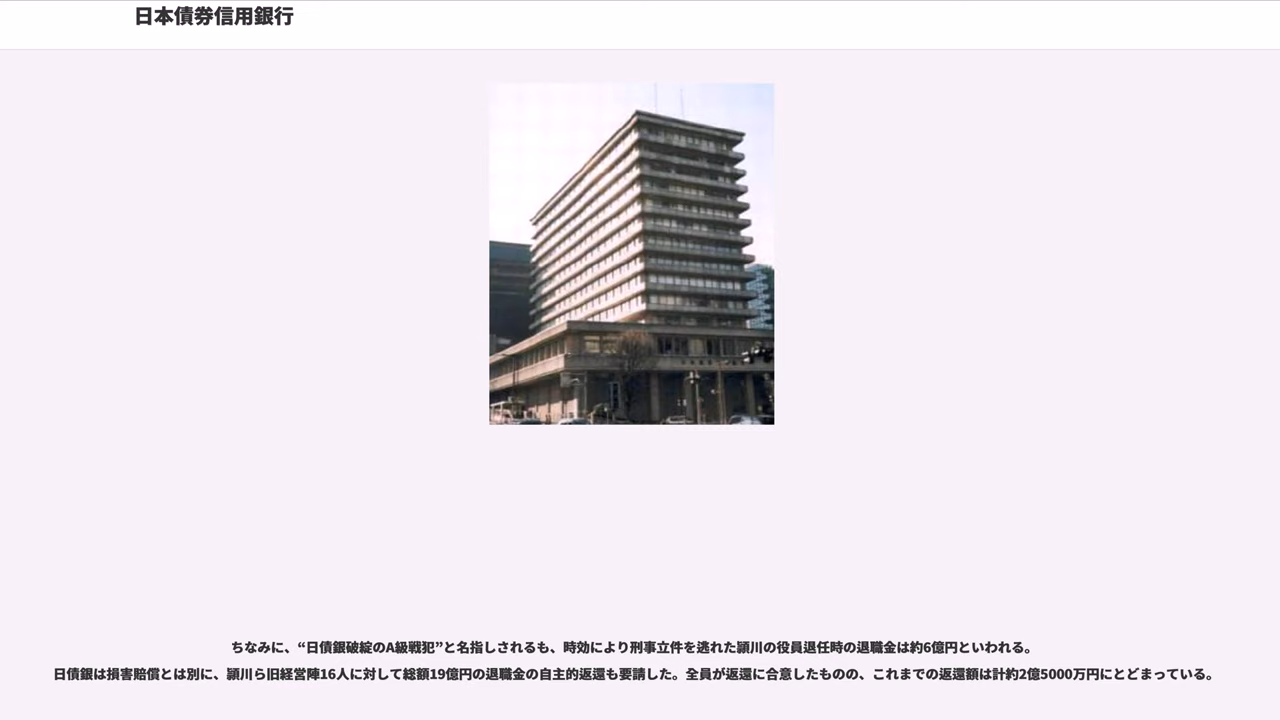 日本債券信用銀行
ちなみに、“日債銀破綻のA級戦犯”と名指しされるも、時効により刑事立件を逃れた頴川の役員退任時の退職金は約6億円といわれる。
日債銀は損害賠償とは別に、頴川ら旧経営陣16人に対して総額19億円の退職金の自主的返還も要請した。全員が返還に合意したものの、これまでの返還額は計約2億5000万円にとどまっている。